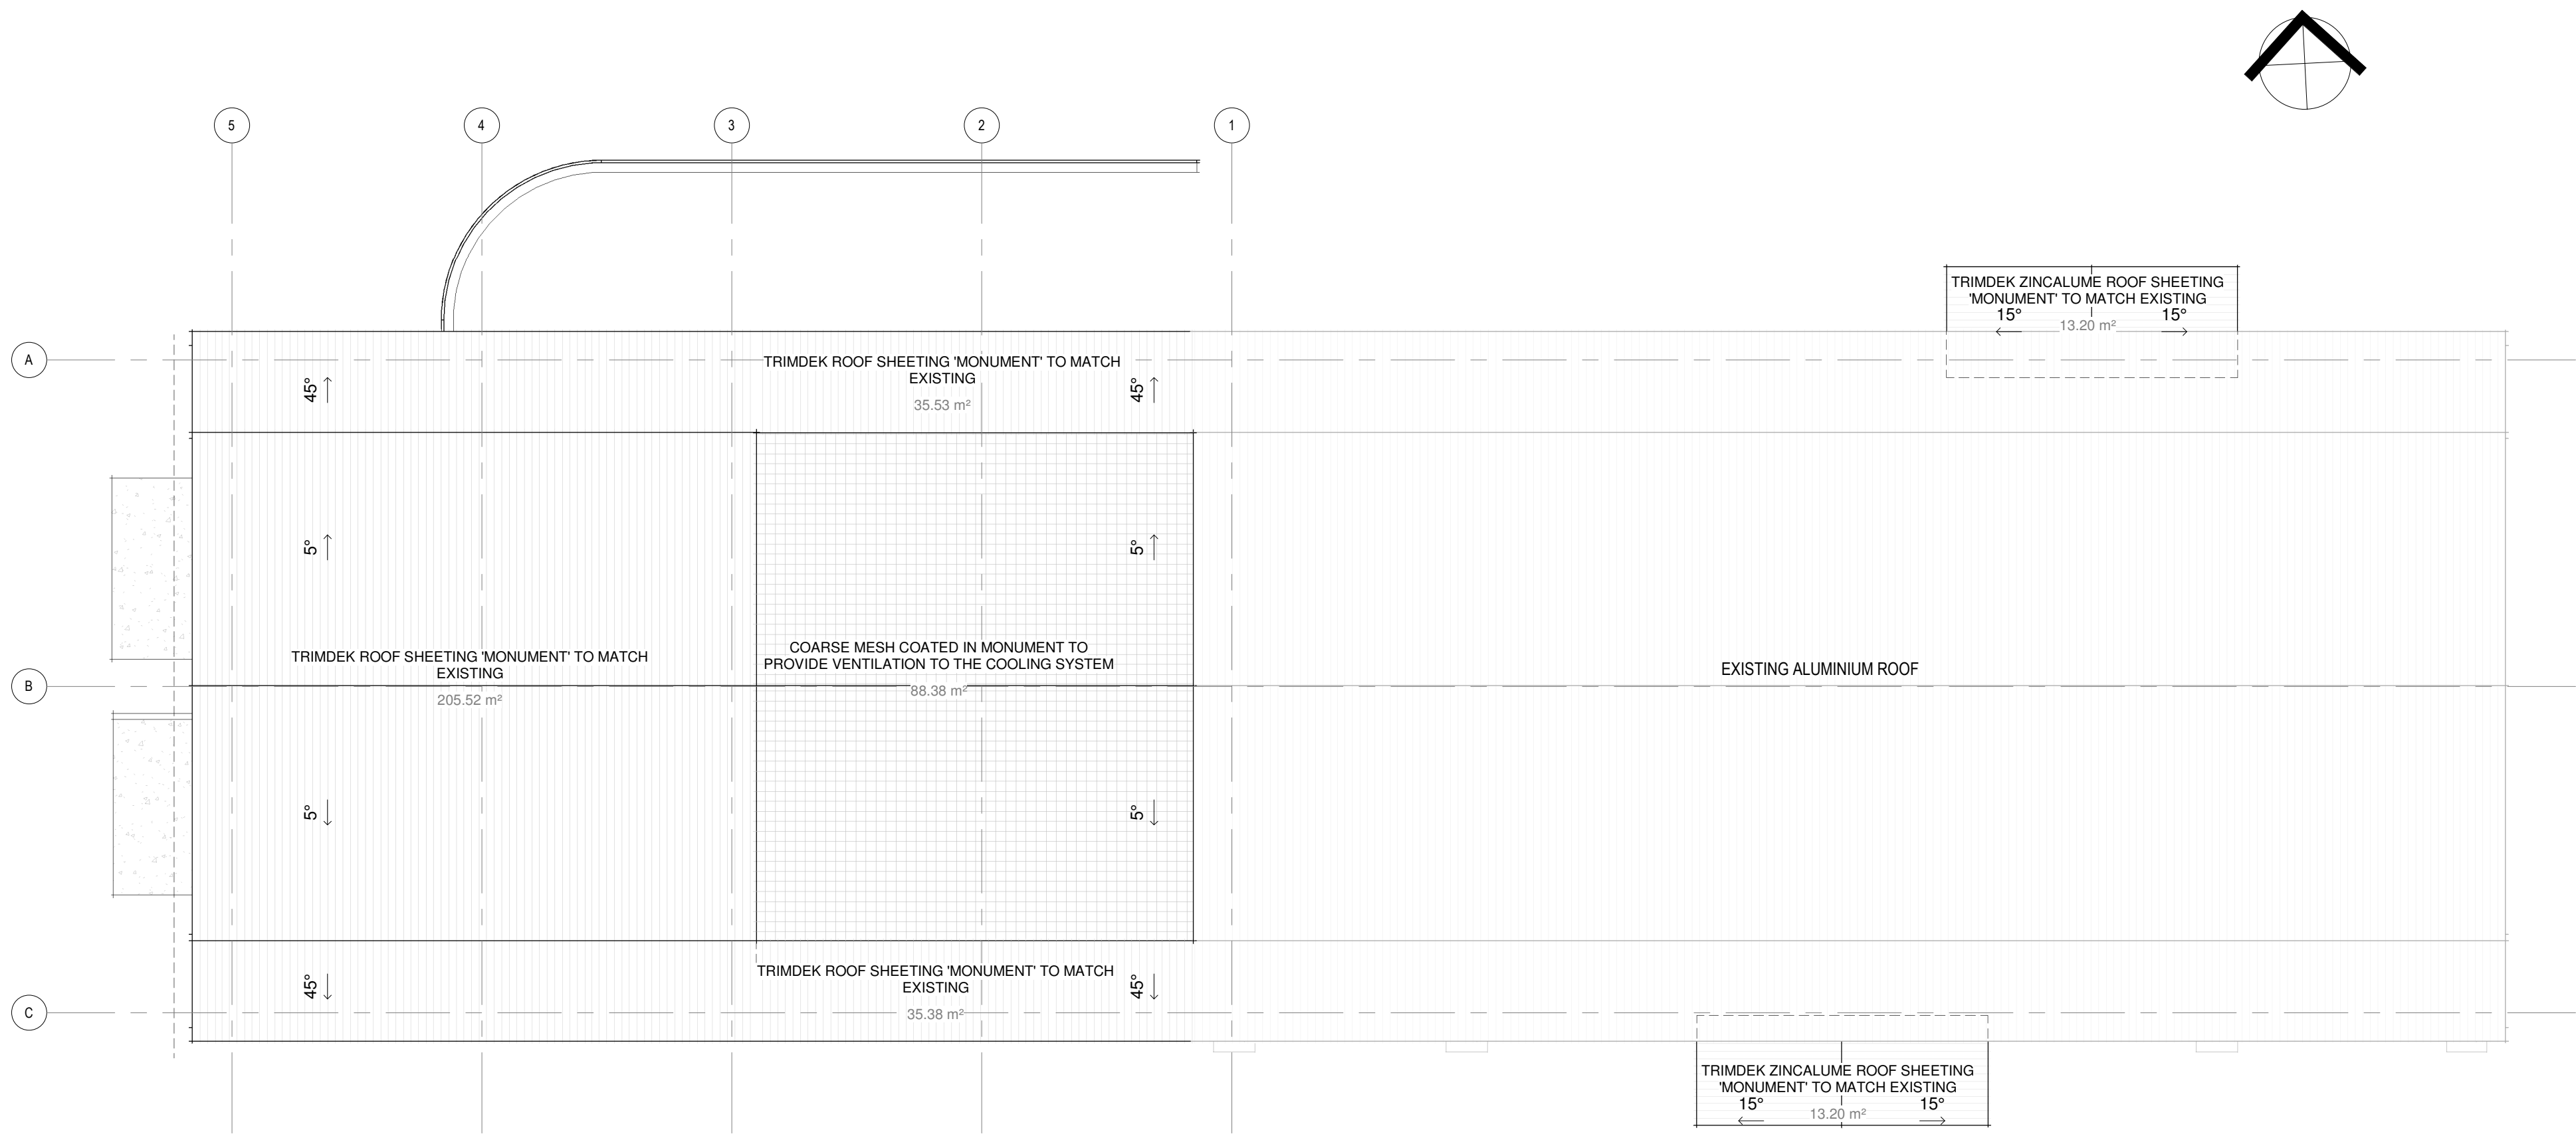 5
4
3
2
1
TRIMDEK ZINCALUME ROOF SHEETING
'MONUMENT' TO MATCH EXISTING
15°
15°
13.20 m²
A
TRIMDEK ROOF SHEETING 'MONUMENT' TO MATCH
EXISTING
35.53 m²
45°
45°
5°
5°
COARSE MESH COATED IN MONUMENT TO
PROVIDE VENTILATION TO THE COOLING SYSTEM
88.38 m²
TRIMDEK ROOF SHEETING 'MONUMENT' TO MATCH
EXISTING
205.52 m²
EXISTING ALUMINIUM ROOF
B
5°
5°
TRIMDEK ROOF SHEETING 'MONUMENT' TO MATCH
EXISTING
35.38 m²
45°
45°
C
TRIMDEK ZINCALUME ROOF SHEETING
'MONUMENT' TO MATCH EXISTING
15°
15°
13.20 m²